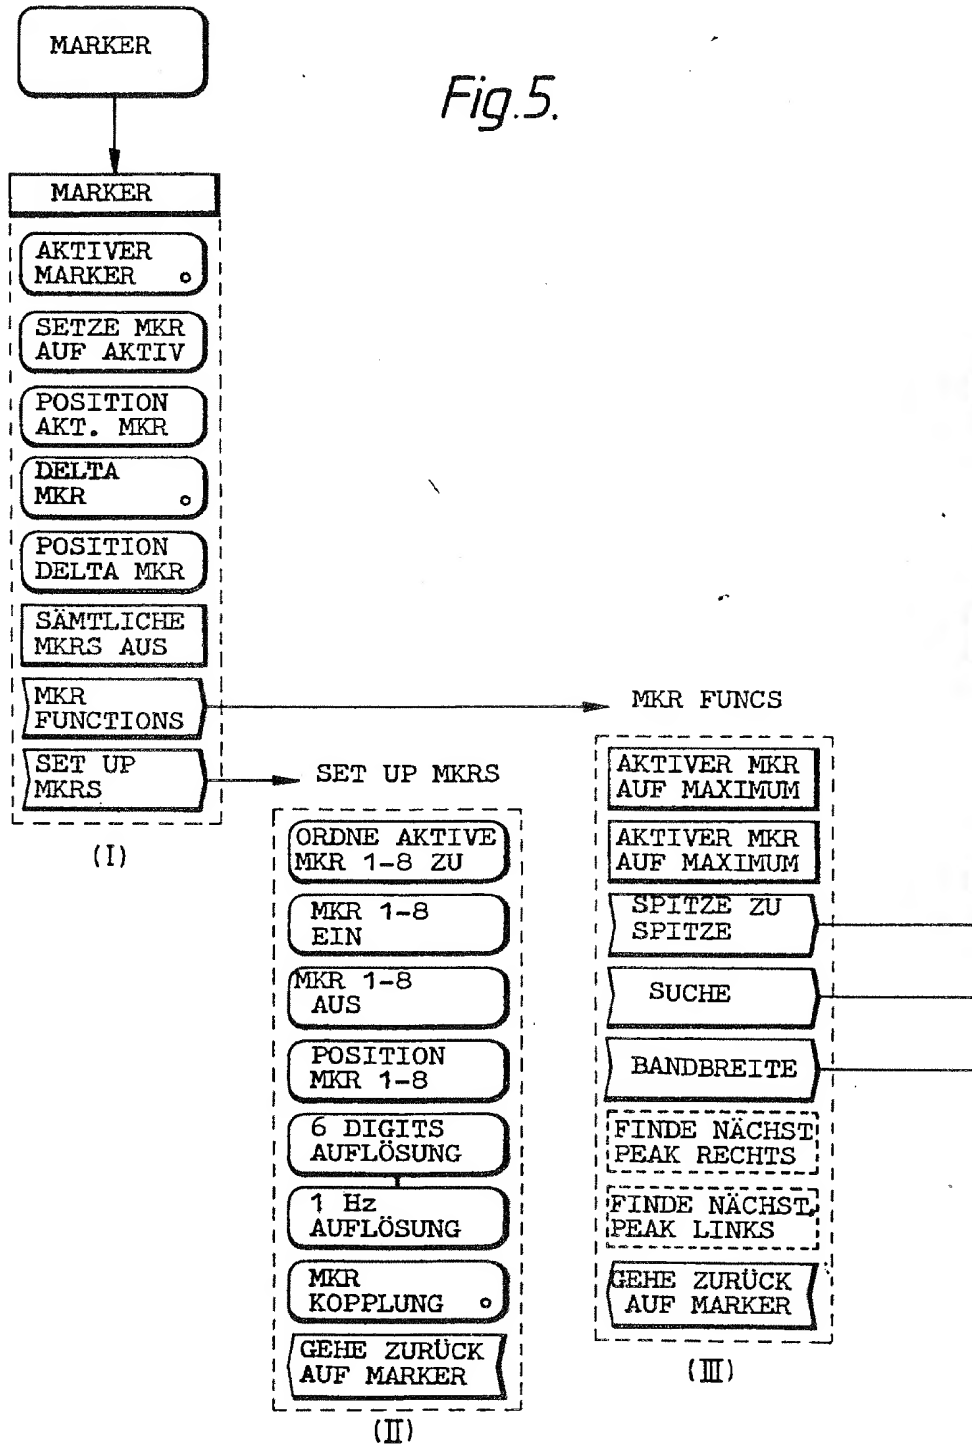 MARKER
Fig.5.
MARKER
AKTIVER
MARKER
SETZE MKR
AUF AKTIV
POSITION
AKT. MKR
DELTA
MKR
POSITION
DELTA MKR
SÄMTLICHE
MKRS AUS
MKR
FUNCTIONS
SET UP
MKRS
(I)
SET UP MKRS
ORDNE AKTIVE
MKR 1-8 ZU
MKR 1-8
EIN
MKR 1-8
AUS
POSITION
MKR 1-8
6 DIGITS
AUFLÖSUNG
1 Hz
AUFLÖSUNG
MKR
KOPPLUNG
GEHE ZURÜCK
AUF MARKER
(II)
MKR FUNCS
AKTIVER MKR
AUF MAXIMUM
AKTIVER MKR
AUF MAXIMUM
SPITZE ZU
SPITZE
SUCHE
BANDBREITE
FINDE NÄCHST
PEAK RECHTS
FINDE NÄCHST.
PEAK LINKS
GEHE ZURÜCK
AUF MARKER
(III)